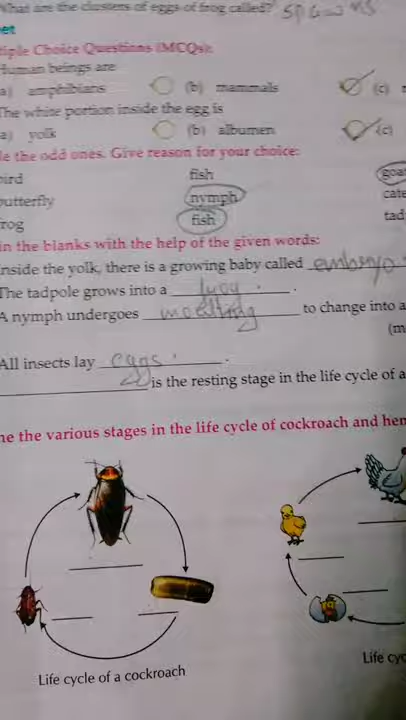 What are the clusters of eggs of frog called?
tiple Choice Questions (MCQs):
Human beings are
a) amphibians (b) mammals (c)
The white portion inside the egg is
a) yolk (b) albumen (c)
le the odd ones. Give reason for your choice:
bird fish goat
butterfly nymph cate
frog fish tad
in the blanks with the help of the given words:
Inside the yolk, there is a growing baby called embryo
The tadpole grows into a
A nymph undergoes moulting to change into a
(m
All insects lay eggs.
is the resting stage in the life cycle of a
ne the various stages in the life cycle of cockroach and hen
Life cycle of a cockroach
Life cyc